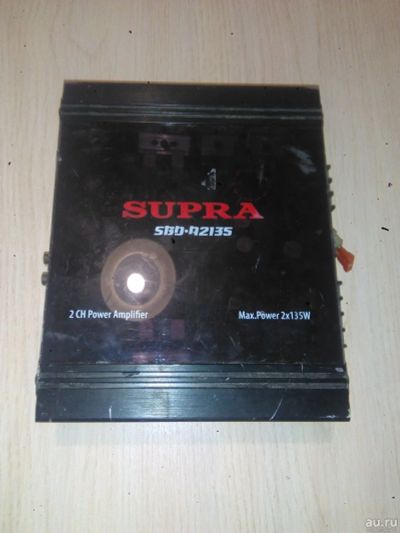 SUPRA
SBD-A2135
2 CH Power Amplifier
Max.Power 2x135W
au.ru